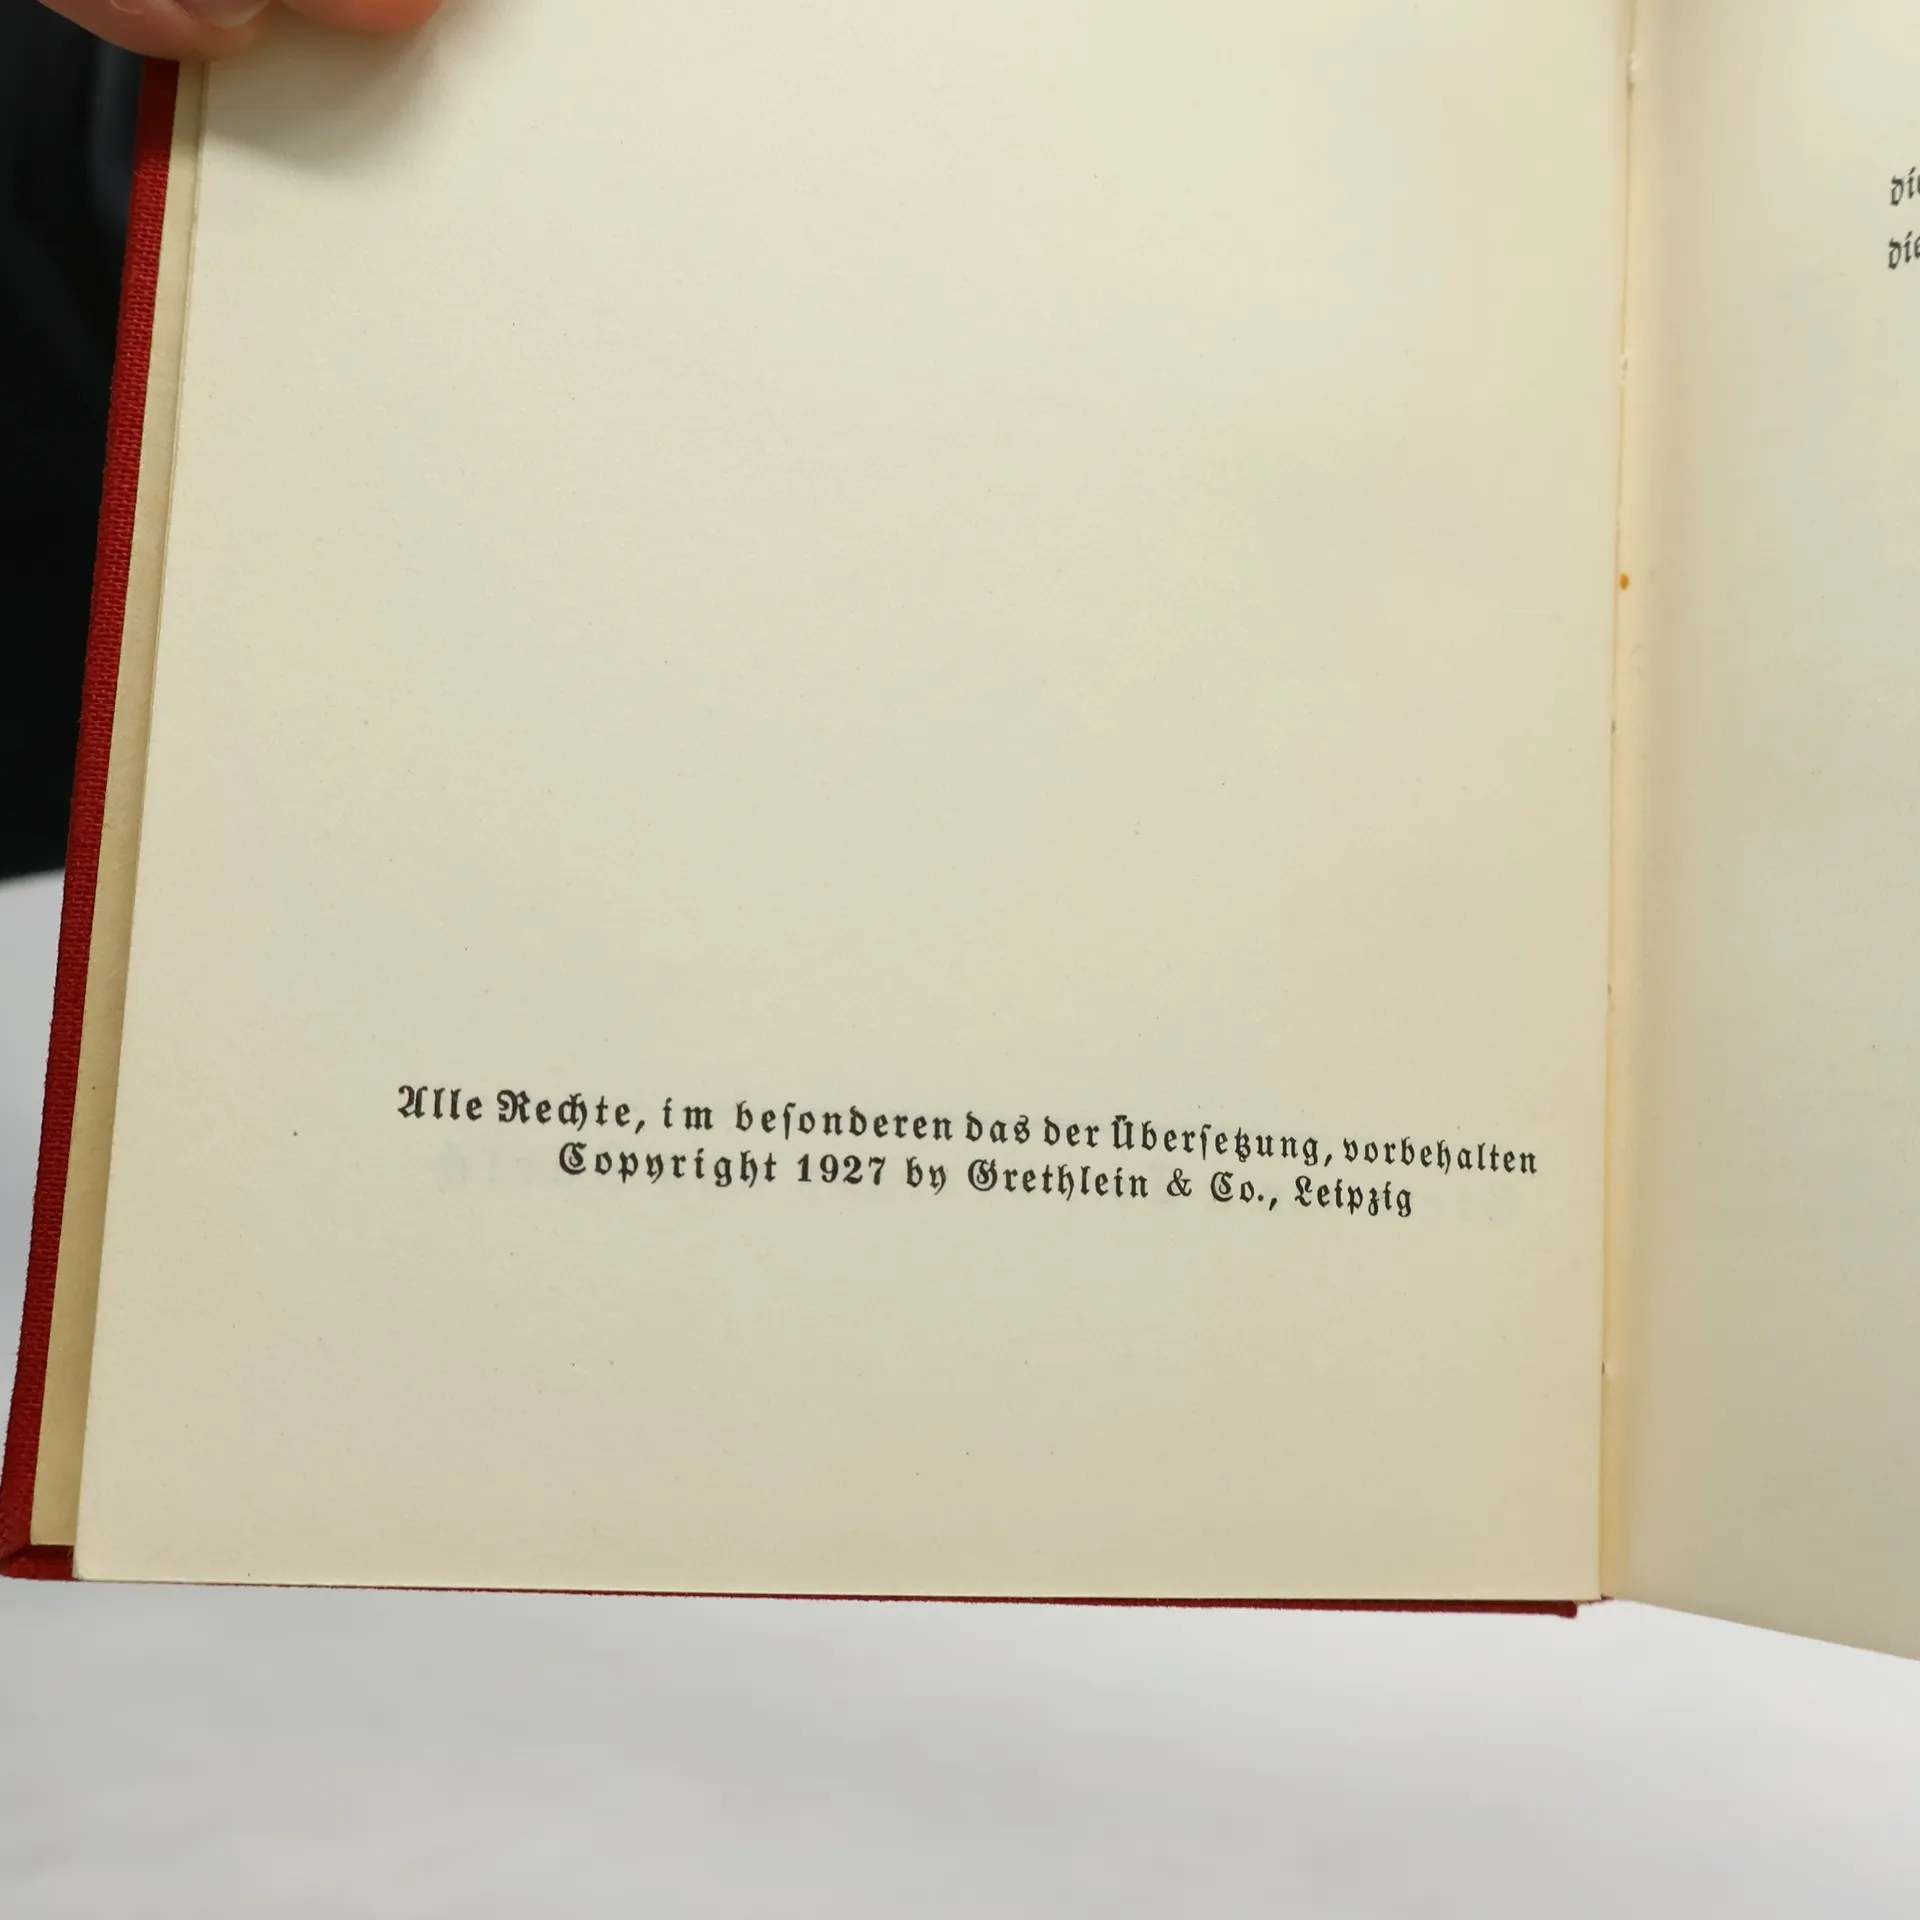 Alle Rechte, im beſonderen das der Überſetzung, vorbehalten
Copyright 1927 by Grethlein & Co., Leipzig